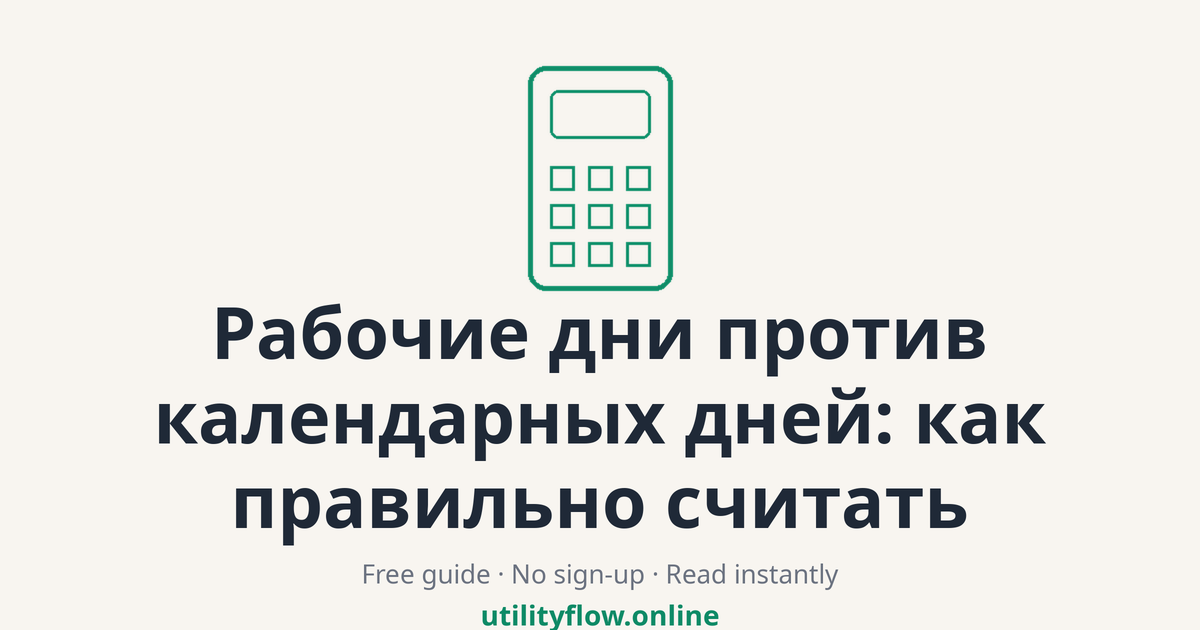 Рабочие дни против
календарных дней: как
правильно считать
Free guide · No sign-up · Read instantly
utilityflow.online